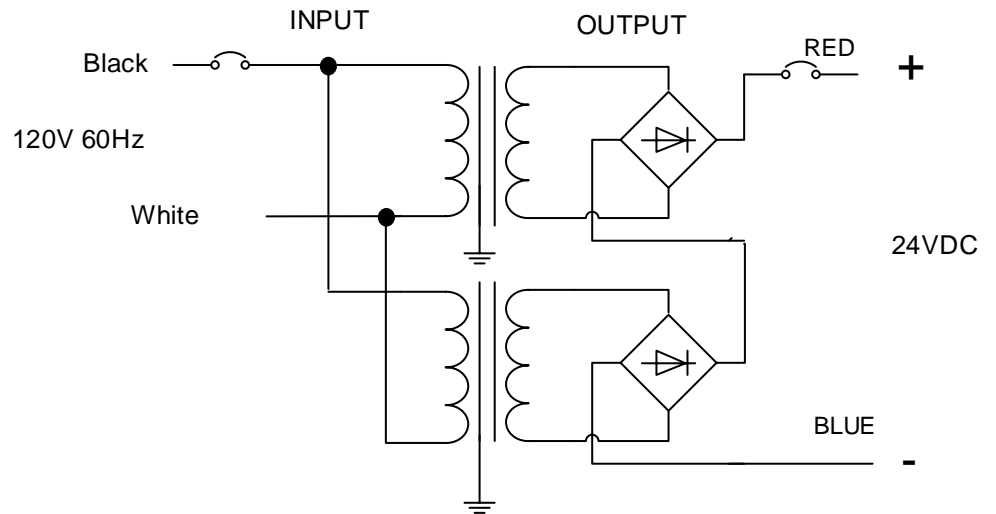 INPUT
OUTPUT
Black
RED
+
120V 60Hz
White
24VDC
BLUE
-